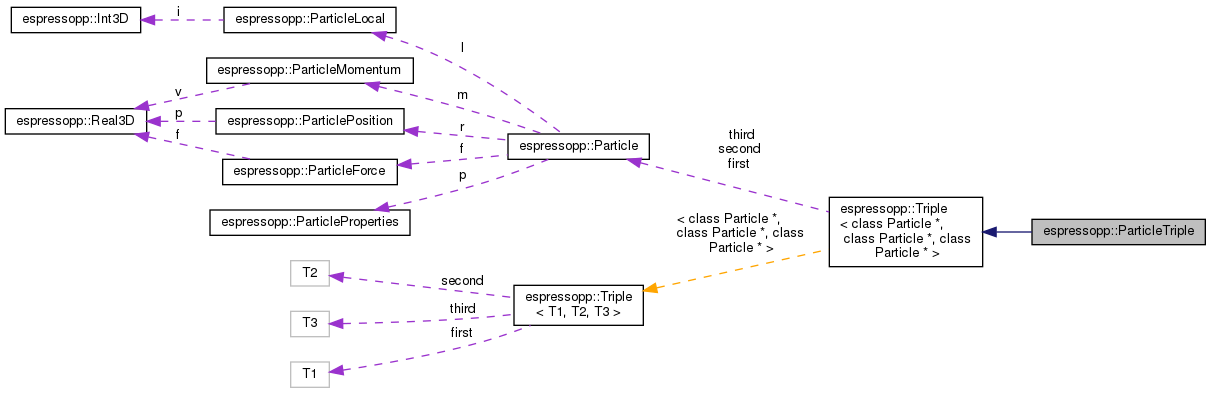 espressopp::Int3D
i
espressopp::ParticleLocal
l
espressopp::ParticleMomentum
v
m
espressopp::Real3D
p
espressopp::ParticlePosition
r
f
espressopp::ParticleForce
f
espressopp::Particle
p
espressopp::ParticleProperties
third
second
first
espressopp::Triple
< class Particle *,
class Particle *, class
Particle * >
espressopp::ParticleTriple
< class Particle *,
class Particle *, class
Particle * >
T2
second
T3
third
T1
first
espressopp::Triple
< T1, T2, T3 >